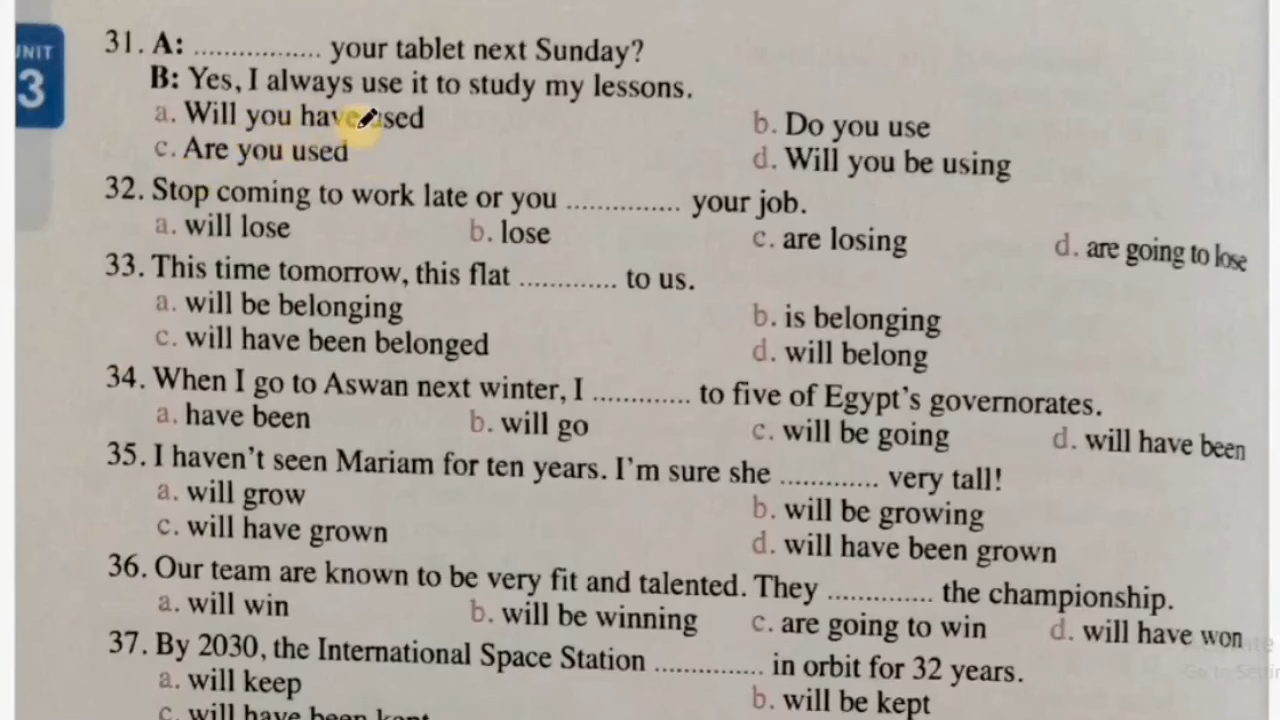 UNIT
3
31. A: ................. your tablet next Sunday?
B: Yes, I always use it to study my lessons.
a. Will you have used
b. Do you use
c. Are you used
d. Will you be using
32. Stop coming to work late or you ............... your job.
a. will lose
b. lose
c. are losing
d. are going to lose
33. This time tomorrow, this flat ............. to us.
a. will be belonging
b. is belonging
c. will have been belonged
d. will belong
34. When I go to Aswan next winter, I ............. to five of Egypt's governorates.
a. have been
b. will go
c. will be going
d. will have been
35. I haven't seen Mariam for ten years. I'm sure she ............. very tall!
a. will grow
b. will be growing
c. will have grown
d. will have been grown
36. Our team are known to be very fit and talented. They .............. the championship.
a. will win
b. will be winning
c. are going to win
d. will have won
37. By 2030, the International Space Station .............. in orbit for 32 years.
a. will keep
b. will be kept
c. will have been kept